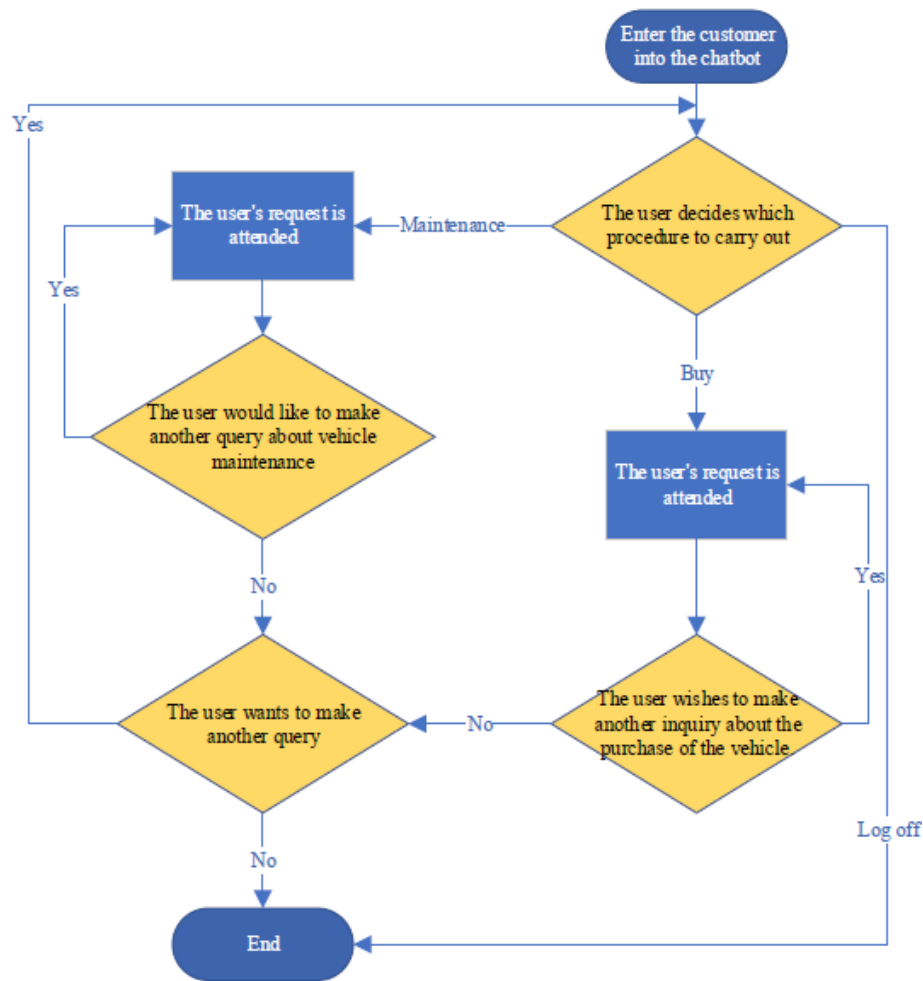 Enter the customer
into the chatbot
Yes
The user's request is
attended
Maintenance
The user decides which
procedure to carry out
Yes
Buy
The user would like to make
another query about vehicle
maintenance
The user's request is
attended
No
Yes
The user wants to make
another query
No
The user wishes to make
another inquiry about the
purchase of the vehicle.
Log off
No
End